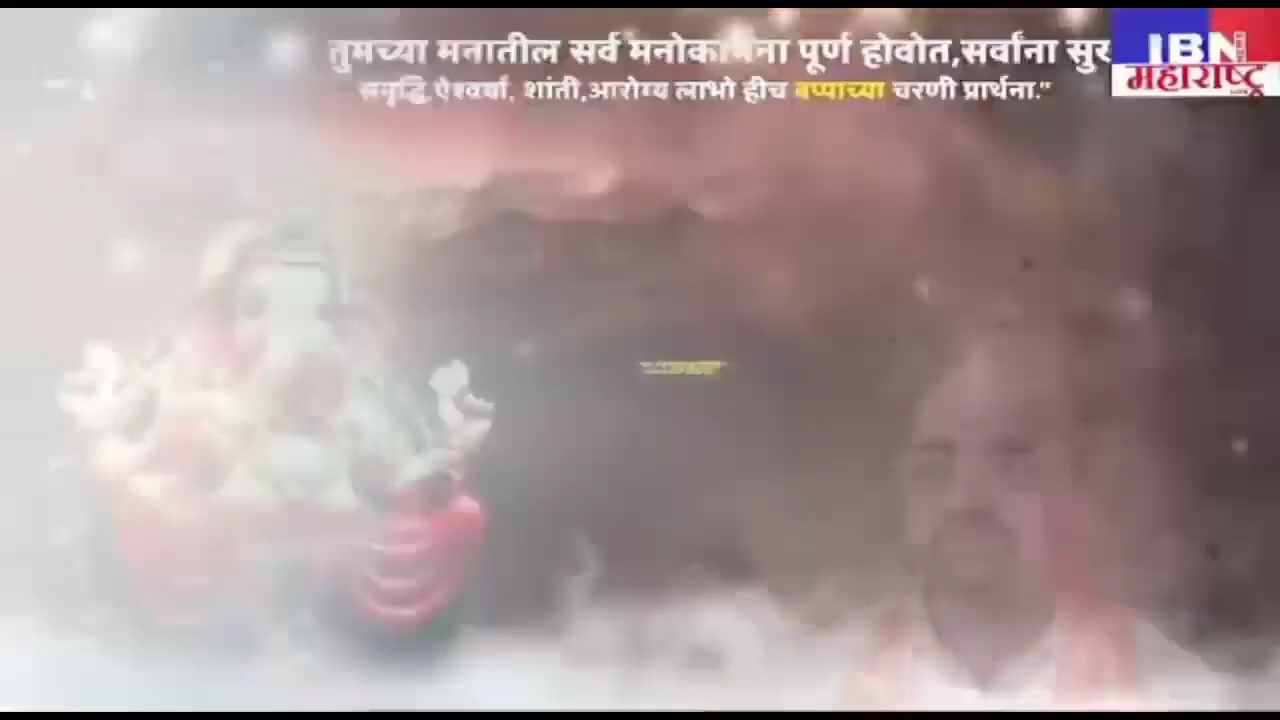 तुमच्या मनातील सर्व मनोकामना पूर्ण होवोत,सर्वांना सुख
समृद्धि,ऐश्वर्या, शांती,आरोग्य लाभो हीच बप्पाच्या चरणी प्रार्थना."
IBN
महाराष्ट्र